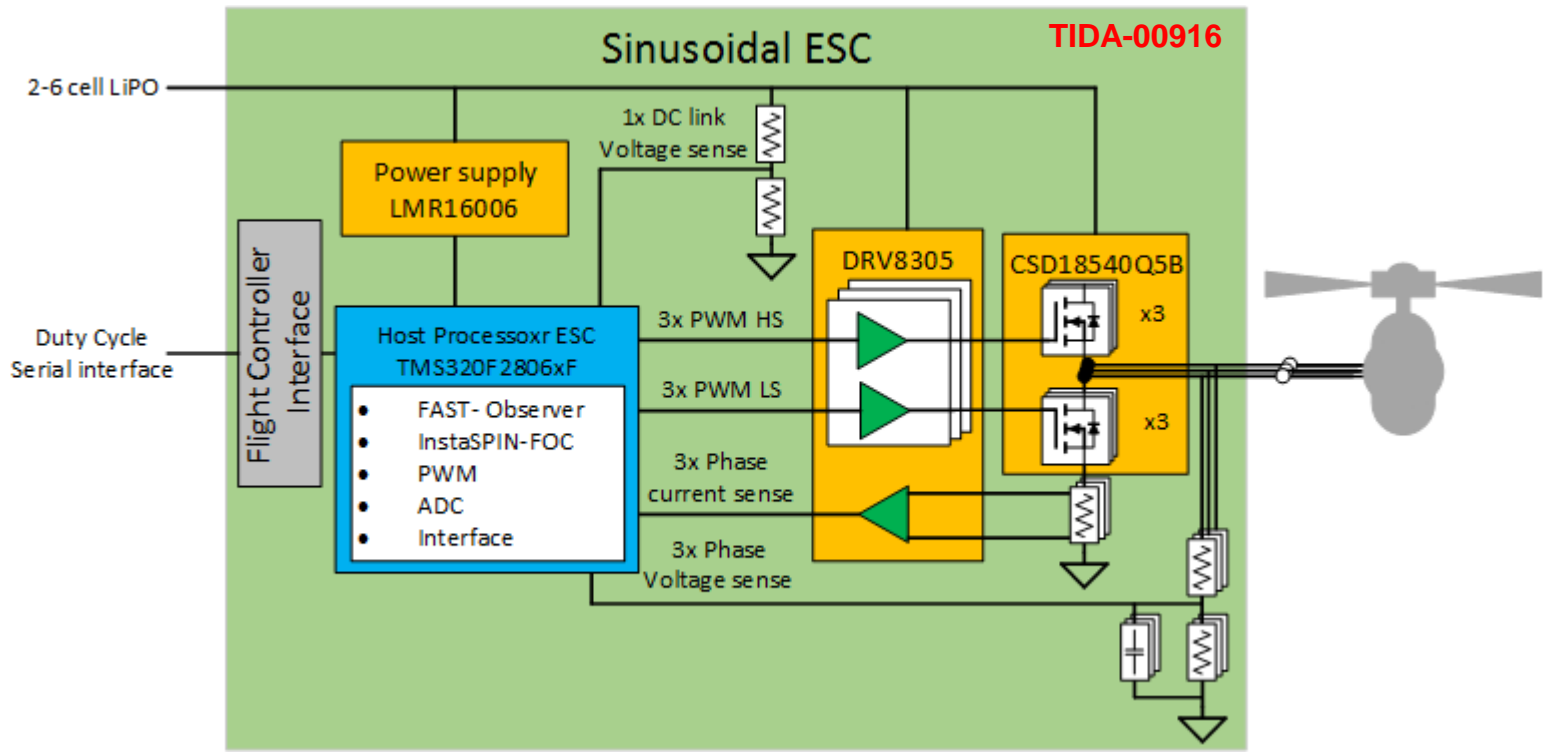 Sinusoidal ESC
TIDA-00916
2-6 cell LiPO
1x DC link
Voltage sense
Power supply
LMR16006
Flight Controller
Interface
Duty Cycle
Serial interface
Host Processoxr ESC
TMS320F2806xF
• FAST- Observer
• InstaSPIN-FOC
• PWM
• ADC
• Interface
3x PWM HS
3x PWM LS
3x Phase
current sense
3x Phase
Voltage sense
DRV8305
CSD18540Q5B
x3
x3